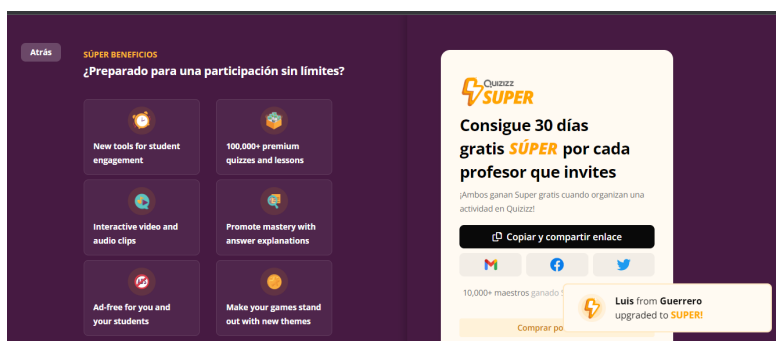 Atrás
SÚPER BENEFICIOS
¿Preparado para una participación sin límites?
New tools for student
engagement
100,000+ premium
quizzes and lessons
Interactive video and
audio clips
Promote mastery with
answer explanations
Ad-free for you and
your students
Make your games stand
out with new themes
Quizizz
SUPER
Consigue 30 días
gratis SÚPER por cada
profesor que invites
¡Ambos ganan Super gratis cuando organizan una
actividad en Quizizz!
Copiar y compartir enlace
10,000+ maestros ganado
Luis from Guerrero
upgraded to SUPER!
Comprar